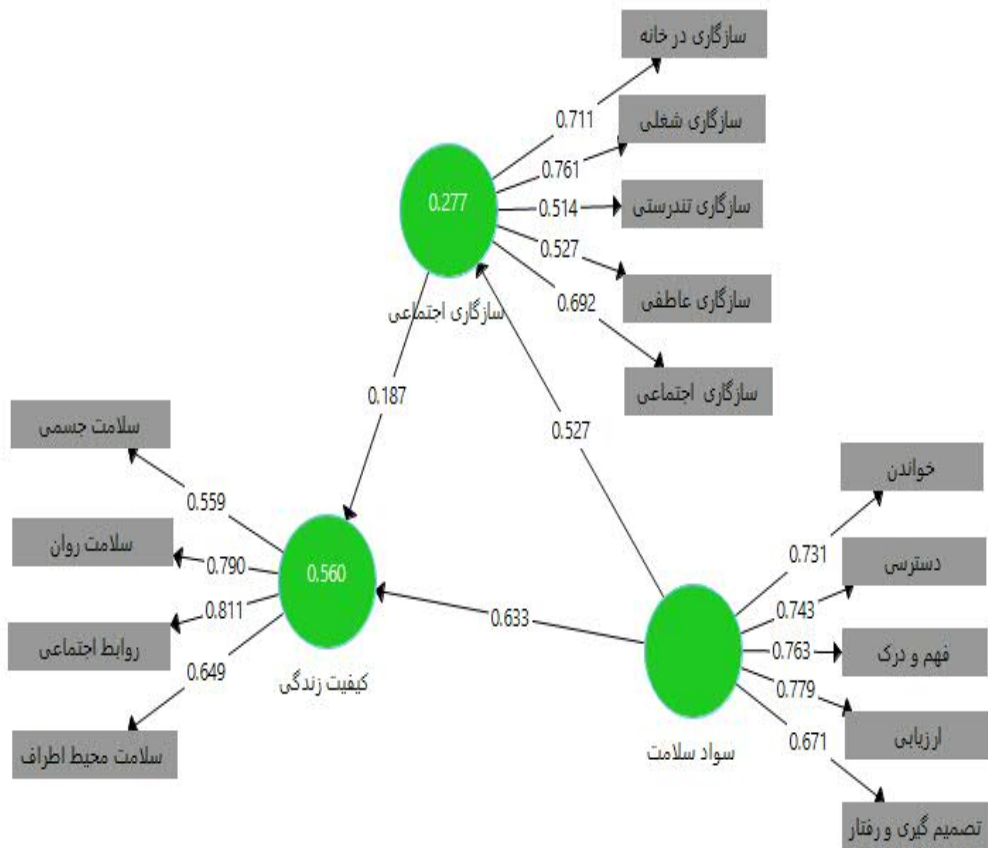 سازگاری در خانه
0.711
سازگاری شغلی
0.761
0.277
سازگاری تندرستی
0.514
0.527
سازگاری عاطفی
0.692
سازگاری اجتماعی
سازگاری اجتماعی
0.187
0.527
سلامت جسمی
0.559
سلامت روان
0.790
0.560
0.811
روابط اجتماعی
0.649
کیفیت زندگی
سلامت محیط اطراف
0.633
خواندن
0.731
دسترسی
0.743
فهم و درک
0.763
0.779
ارزیابی
0.671
سواد سلامت
تصمیم گیری و رفتار